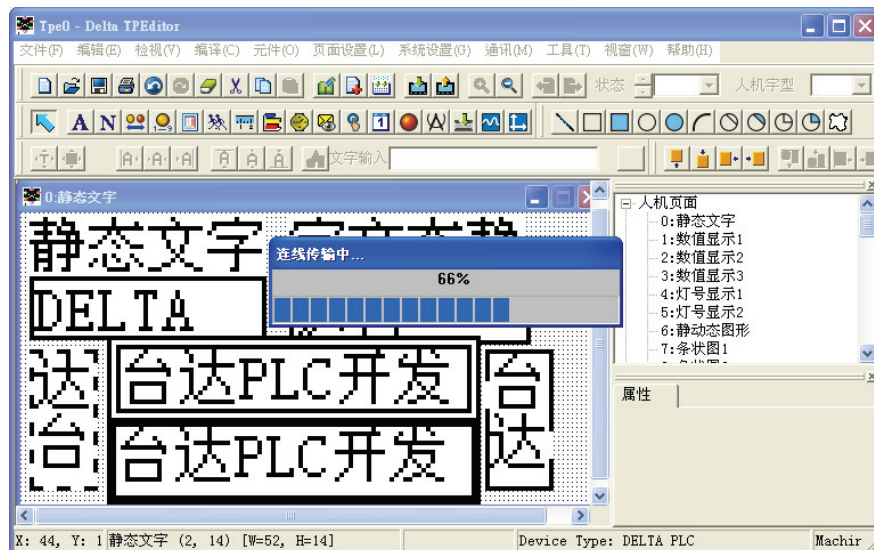 Tpe0 - Delta TPEditor
文件(F) 编辑(E) 检视(V) 编译(C) 元件(O) 页面设置(L) 系统设置(G) 通讯(M) 工具(T) 视窗(W) 帮助(H)
状态 人机字型
A N
文字输入
0:静态文字
静态文字
连线传输中...
66%
DELTA
台达PLC开发
台达PLC开发
达
台
台
达
人机页面
0:静态文字
1:数值显示1
2:数值显示2
3:数值显示3
4:灯号显示1
5:灯号显示2
6:静动态图形
7:条状图1
属性
X: 44, Y: 1 静态文字 (2, 14) [W=52, H=14] Device Type: DELTA PLC Machir